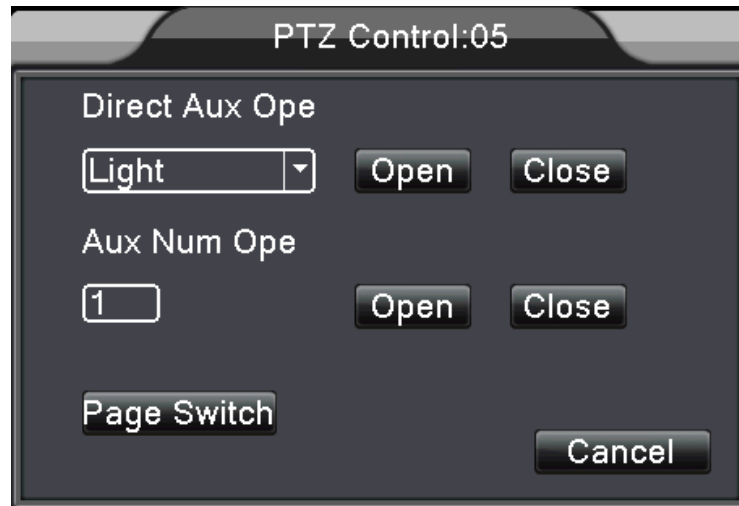 PTZ Control:05
Direct Aux Ope
Light Open Close
Aux Num Ope
1 Open Close
Page Switch
Cancel